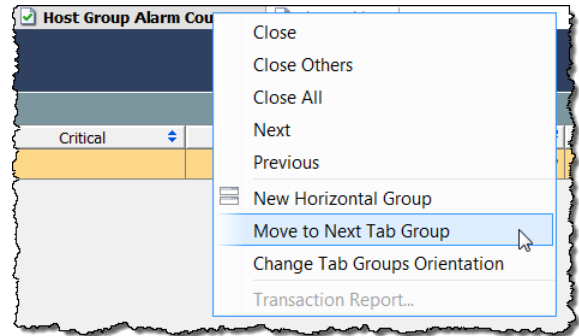 Host Group Alarm Cou
Close
Close Others
Close All
Critical
Next
Previous
New Horizontal Group
Move to Next Tab Group
Change Tab Groups Orientation
Transaction Report...